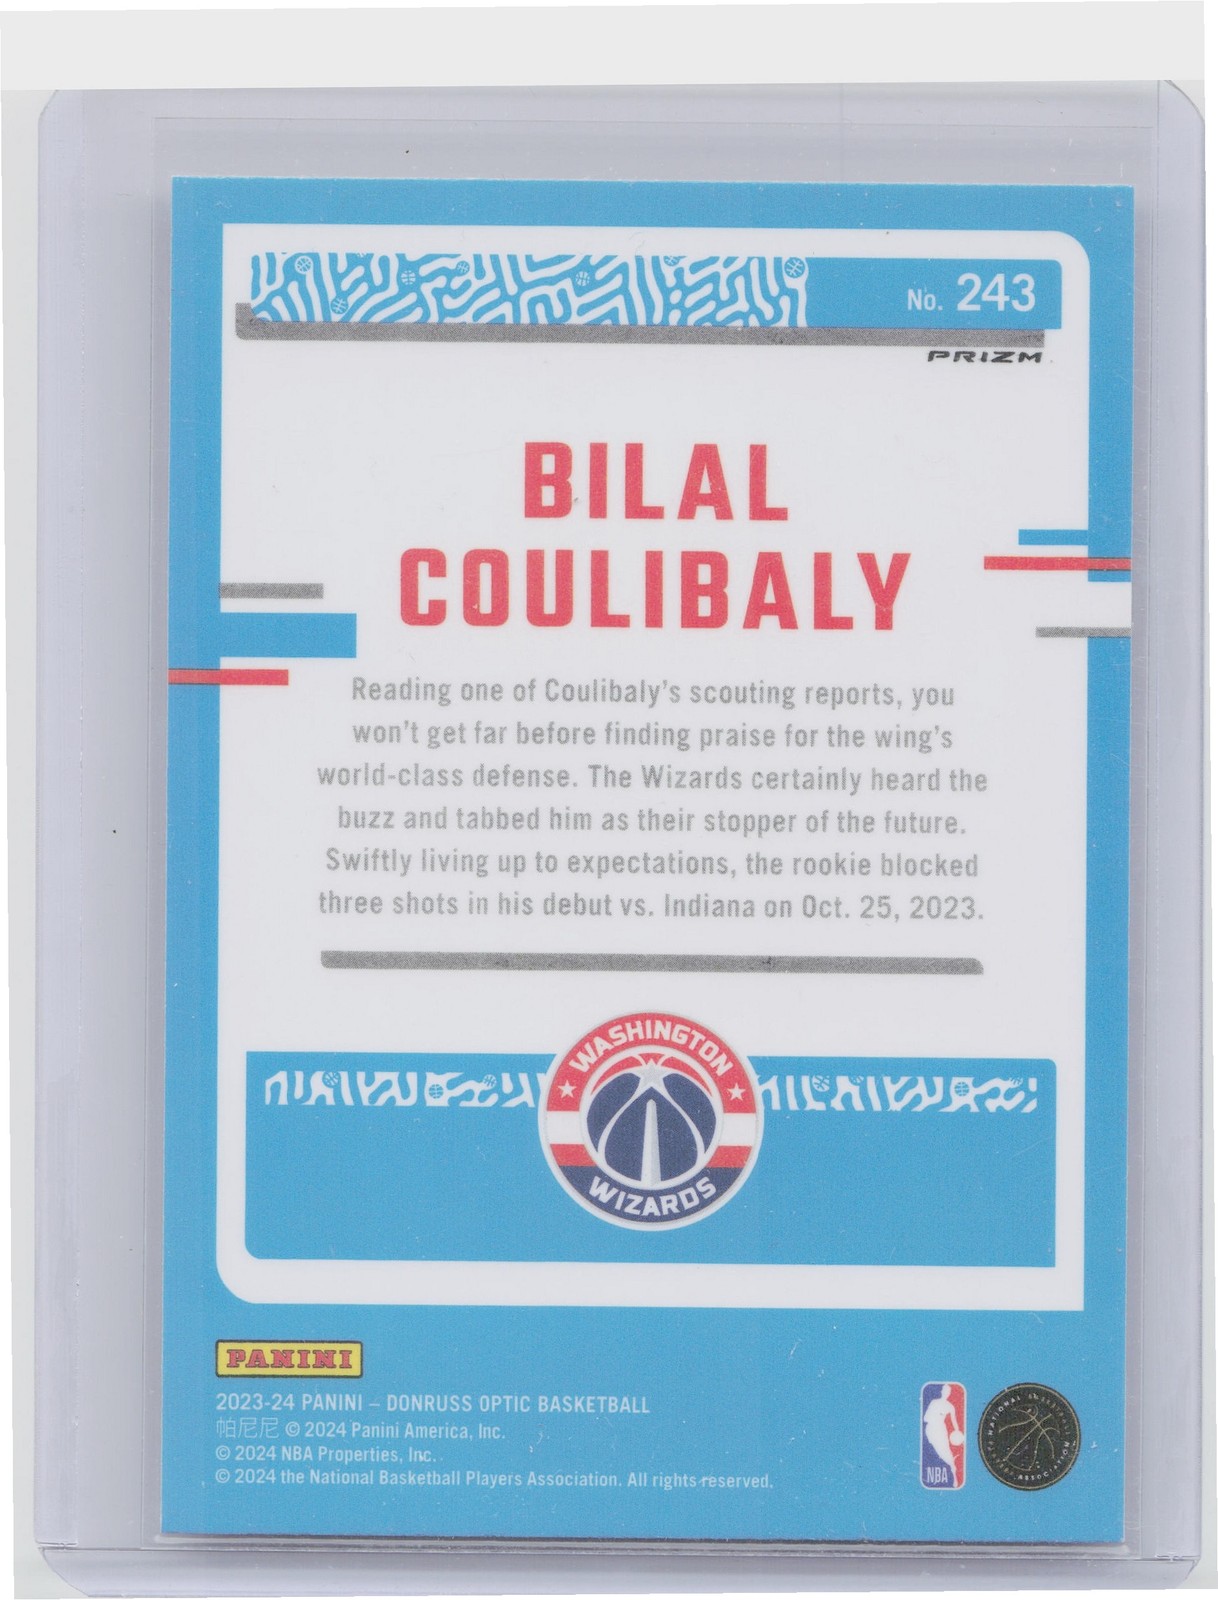 No. 243
PRIZM
BILAL
COULIBALY
Reading one of Coulibaly's scouting reports, you
won't get far before finding praise for the wing's
world-class defense. The Wizards certainly heard the
buzz and tabbed him as their stopper of the future.
Swiftly living up to expectations, the rookie blocked
three shots in his debut vs. Indiana on Oct. 25, 2023.
WASHINGTON
WIZARDS
PANINI
2023-24 PANINI – DONRUSS OPTIC BASKETBALL
帕尼尼 © 2024 Panini America, Inc.
© 2024 NBA Properties, Inc.
© 2024 the National Basketball Players Association. All rights reserved.
NBA